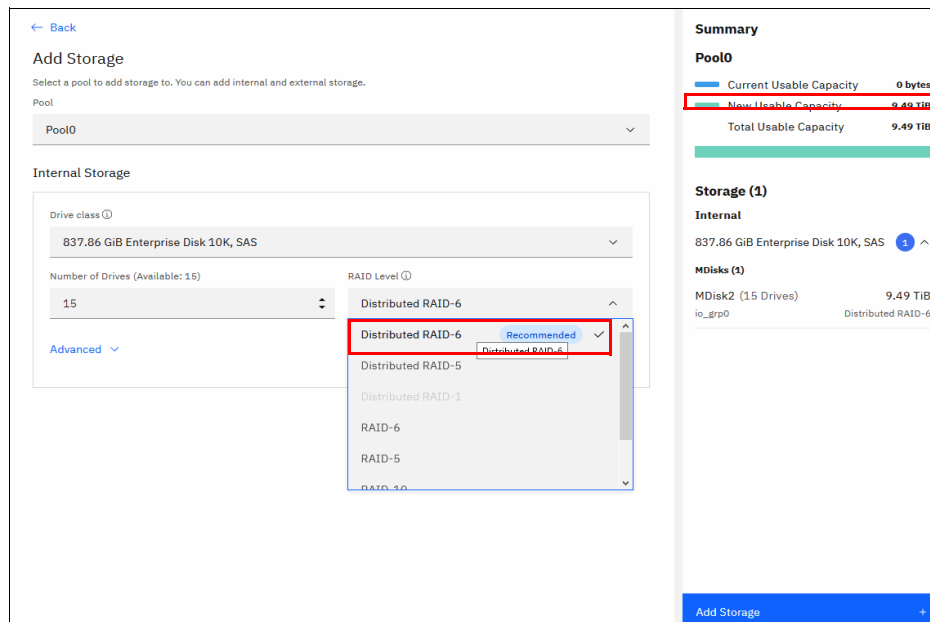 ← Back
Add Storage
Select a pool to add storage to. You can add internal and external storage.
Pool
Pool0
Internal Storage
Drive class
837.86 GiB Enterprise Disk 10K, SAS
Number of Drives (Available: 15)
15
RAID Level
Distributed RAID-6
Distributed RAID-6 Recommended
Distributed RAID-6
Distributed RAID-5
Distributed RAID-1
RAID-6
RAID-5
RAID-10
Advanced
Summary
Pool0
Current Usable Capacity 0 bytes
New Usable Capacity 9.49 TiB
Total Usable Capacity 9.49 TiB
Storage (1)
Internal
837.86 GiB Enterprise Disk 10K, SAS 1
MDisks (1)
MDisk2 (15 Drives) 9.49 TiB
io_grp0 Distributed RAID-6
Add Storage +